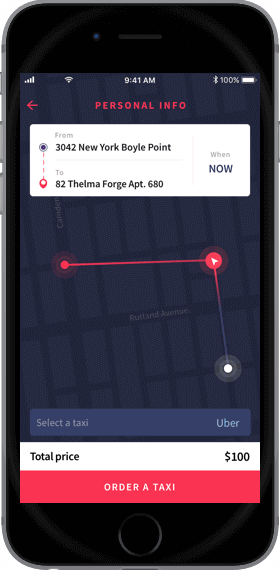 9:41 AM 100%
PERSONAL INFO
From
3042 New York Boyle Point
When
NOW
To
82 Thelma Forge Apt. 680
Camden
Rutland Avenue
Select a taxi Uber
Total price $100
ORDER A TAXI